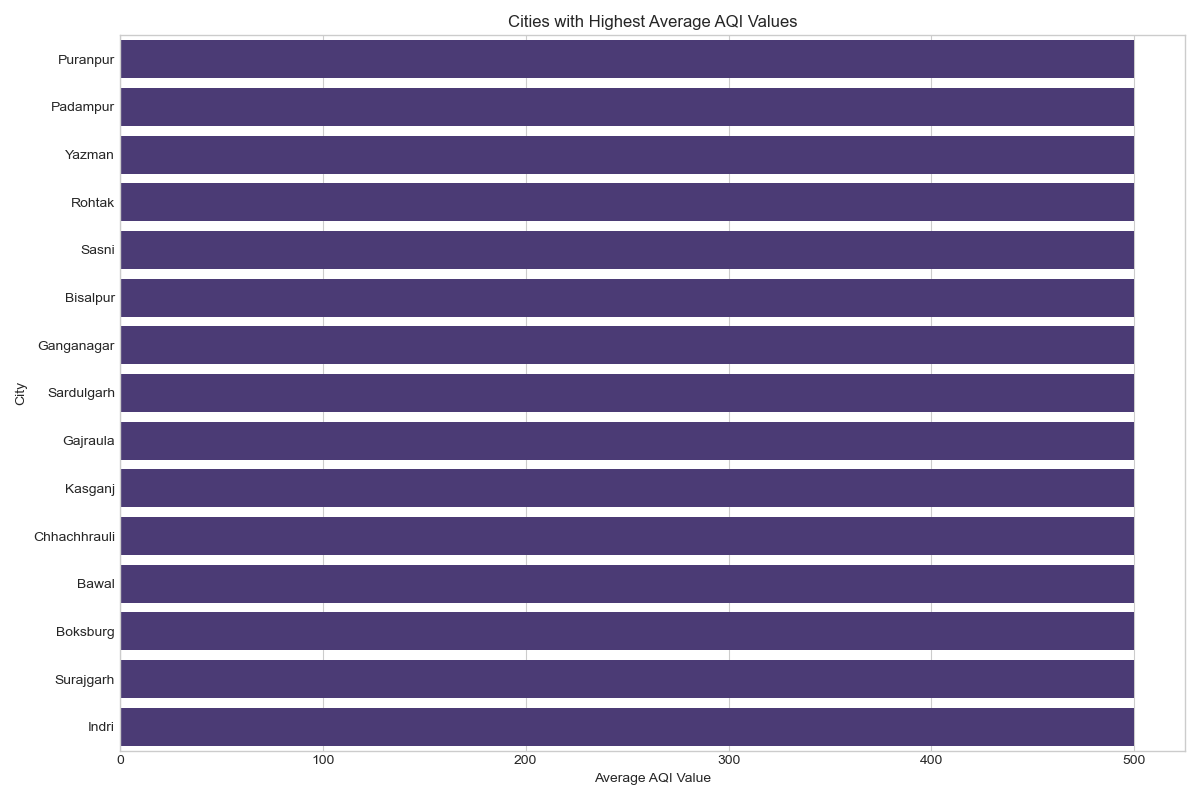 Cities with Highest Average AQI Values
Puranpur
Padampur
Yazman
Rohtak
Sasni
Bisalpur
Ganganagar
Sardulgarh
Gajraula
Kasganj
Chhachhrauli
Bawal
Boksburg
Surajgarh
Indri
City
0 100 200 300 400 500
Average AQI Value